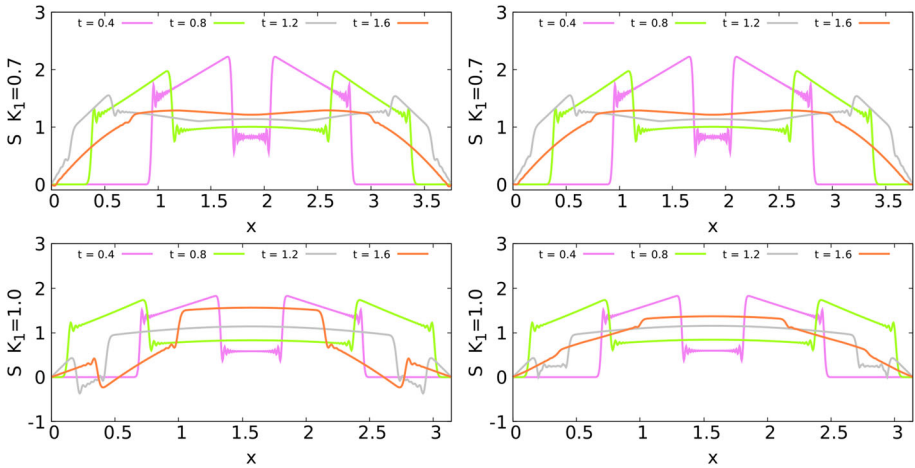 t = 0.4 t = 0.8 t = 1.2 t = 1.6
3
2
1
0
S K₁=0.7
0 0.5 1 1.5 2 2.5 3 3.5
x
t = 0.4 t = 0.8 t = 1.2 t = 1.6
3
2
1
0
S K₁=0.7
0 0.5 1 1.5 2 2.5 3 3.5
x
t = 0.4 t = 0.8 t = 1.2 t = 1.6
3
2
1
0
-1
S K₁=1.0
0 0.5 1 1.5 2 2.5 3
x
t = 0.4 t = 0.8 t = 1.2 t = 1.6
3
2
1
0
-1
S K₁=1.0
0 0.5 1 1.5 2 2.5 3
x